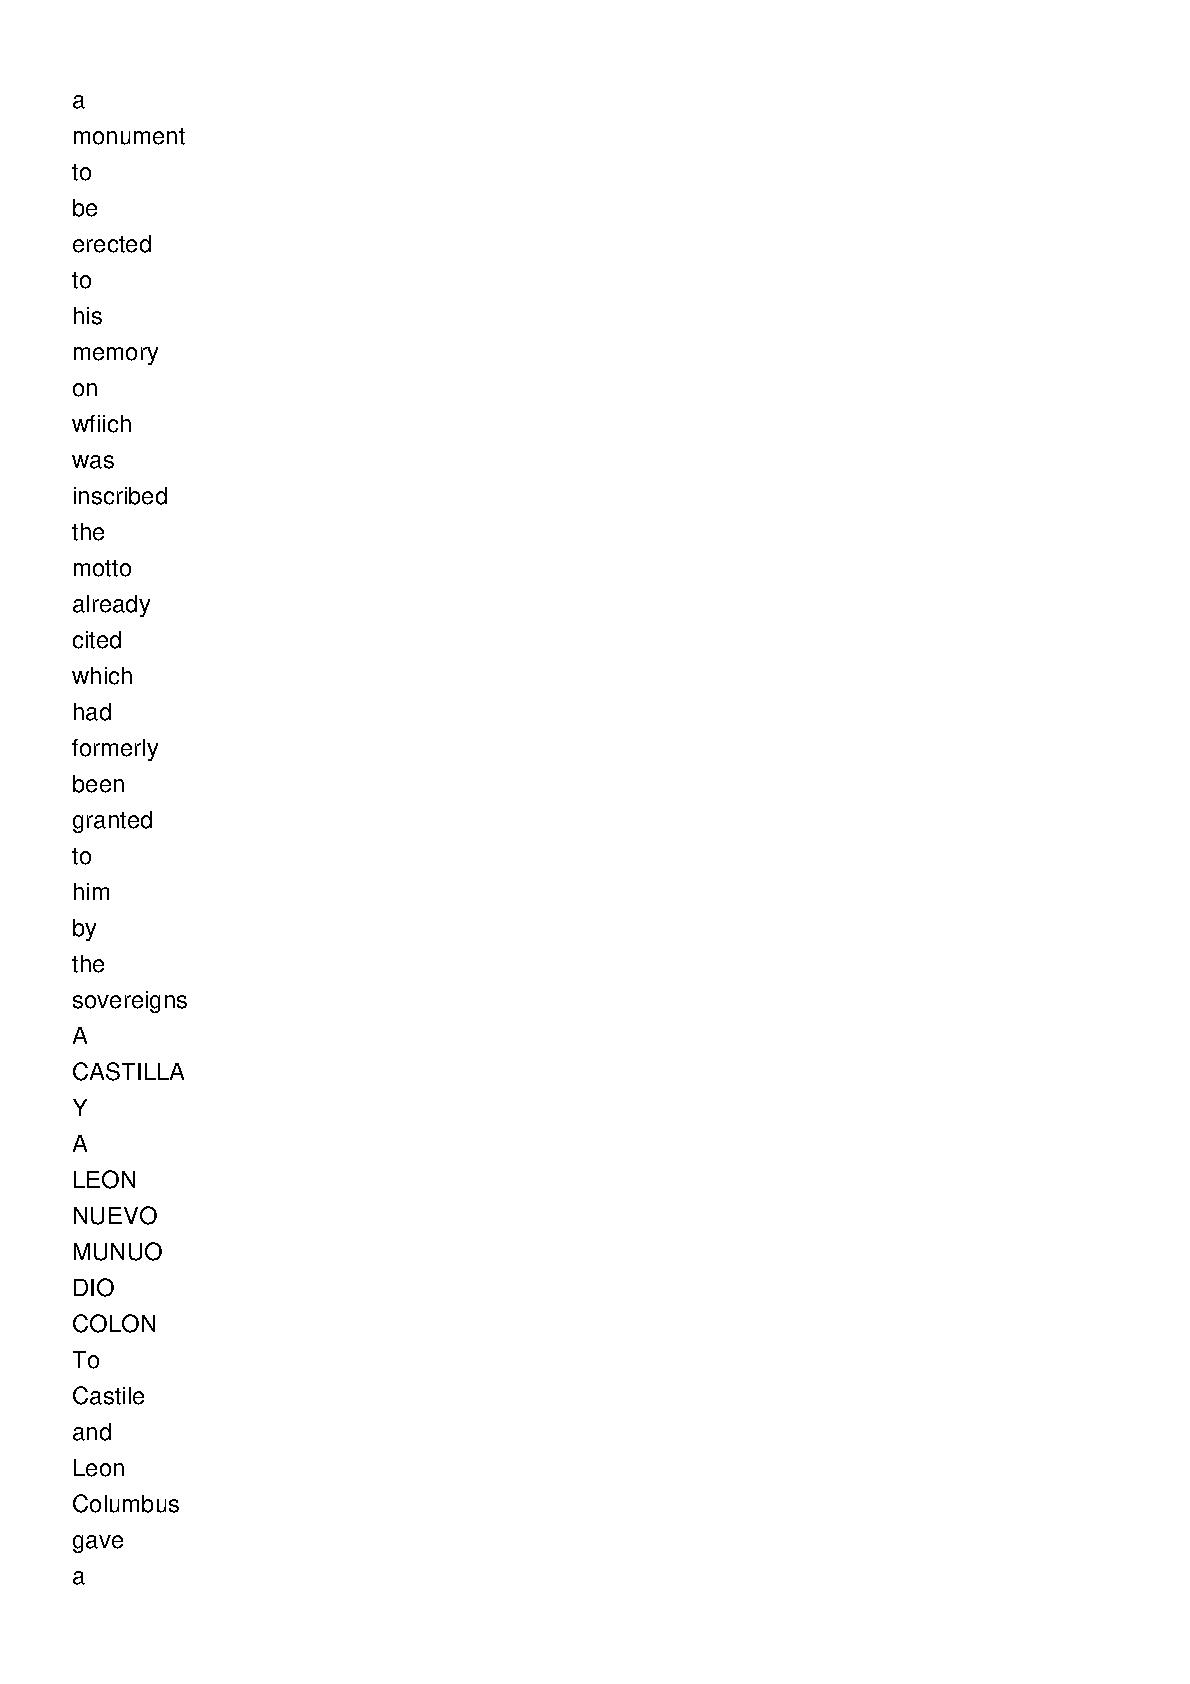 a
monument
to
be
erected
to
his
memory
on
wfiich
was
inscribed
the
motto
already
cited
which
had
formerly
been
granted
to
him
by
the
sovereigns
A
CASTILLA
Y
A
LEON
NUEVO
MUNUO
DIO
COLON
To
Castile
and
Leon
Columbus
gave
a